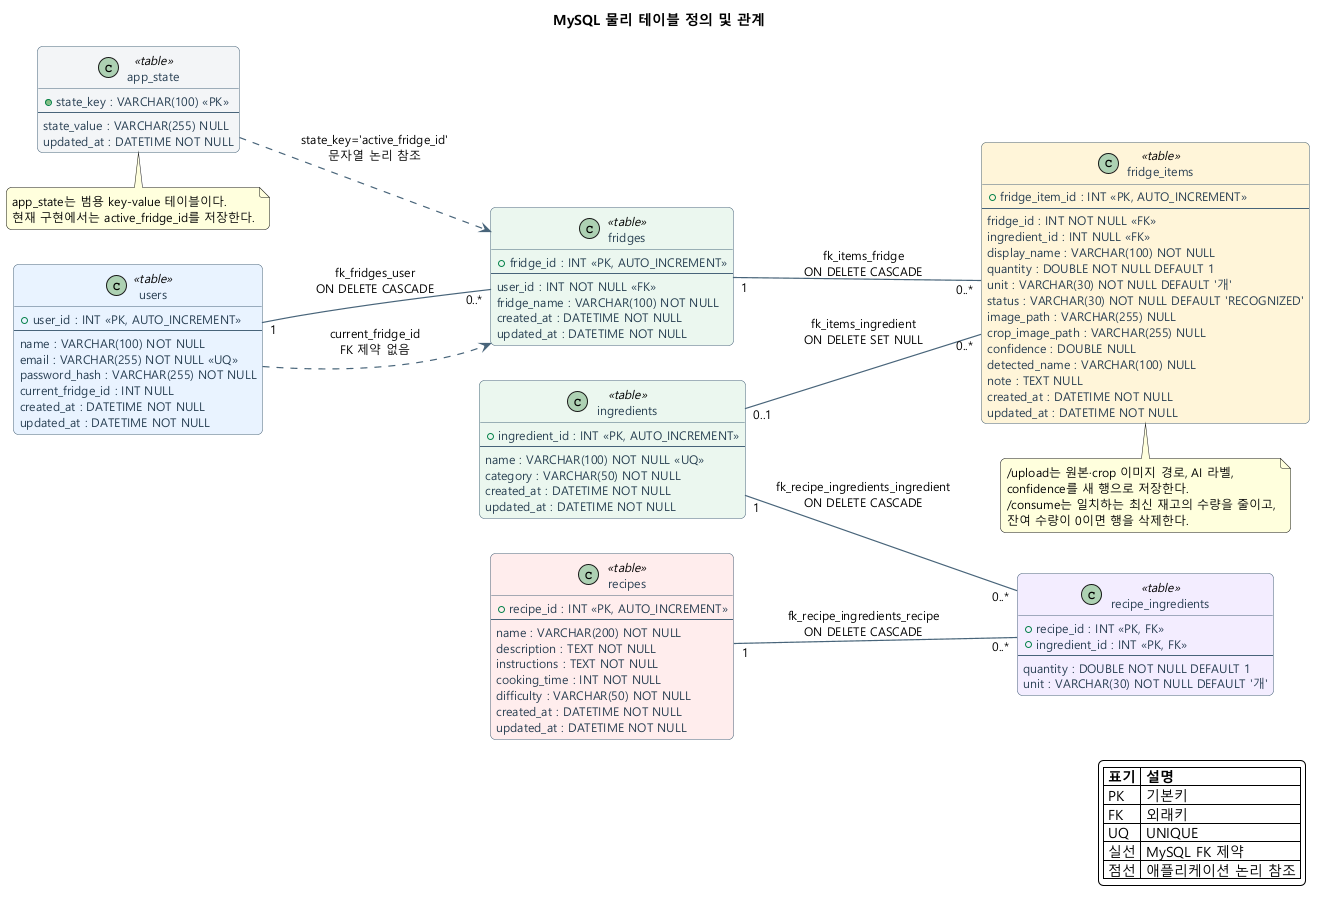 MySQL 물리 테이블 정의 및 관계
C
«table»
app_state
state_key : VARCHAR(100) «PK»
state_value : VARCHAR(255) NULL
updated_at : DATETIME NOT NULL
app_state는 범용 key-value 테이블이다.
현재 구현에서는 active_fridge_id를 저장한다.
state_key='active_fridge_id'
문자열 논리 참조
C
«table»
users
user_id : INT «PK, AUTO_INCREMENT»
name : VARCHAR(100) NOT NULL
email : VARCHAR(255) NOT NULL «UQ»
password_hash : VARCHAR(255) NOT NULL
current_fridge_id : INT NULL
created_at : DATETIME NOT NULL
updated_at : DATETIME NOT NULL
fk_fridges_user
ON DELETE CASCADE
1
0..*
current_fridge_id
FK 제약 없음
C
«table»
fridges
fridge_id : INT «PK, AUTO_INCREMENT»
user_id : INT NOT NULL «FK»
fridge_name : VARCHAR(100) NOT NULL
created_at : DATETIME NOT NULL
updated_at : DATETIME NOT NULL
fk_items_fridge
ON DELETE CASCADE
1
0..*
C
«table»
ingredients
ingredient_id : INT «PK, AUTO_INCREMENT»
name : VARCHAR(100) NOT NULL «UQ»
category : VARCHAR(50) NOT NULL
created_at : DATETIME NOT NULL
updated_at : DATETIME NOT NULL
fk_items_ingredient
ON DELETE SET NULL
0..1
0..*
fk_recipe_ingredients_ingredient
ON DELETE CASCADE
1
0..*
C
«table»
recipes
recipe_id : INT «PK, AUTO_INCREMENT»
name : VARCHAR(200) NOT NULL
description : TEXT NOT NULL
instructions : TEXT NOT NULL
cooking_time : INT NOT NULL
difficulty : VARCHAR(50) NOT NULL
created_at : DATETIME NOT NULL
updated_at : DATETIME NOT NULL
fk_recipe_ingredients_recipe
ON DELETE CASCADE
1
0..*
C
«table»
fridge_items
fridge_item_id : INT «PK, AUTO_INCREMENT»
fridge_id : INT NOT NULL «FK»
ingredient_id : INT NULL «FK»
display_name : VARCHAR(100) NOT NULL
quantity : DOUBLE NOT NULL DEFAULT 1
unit : VARCHAR(30) NOT NULL DEFAULT '개'
status : VARCHAR(30) NOT NULL DEFAULT 'RECOGNIZED'
image_path : VARCHAR(255) NULL
crop_image_path : VARCHAR(255) NULL
confidence : DOUBLE NULL
detected_name : VARCHAR(100) NULL
note : TEXT NULL
created_at : DATETIME NOT NULL
updated_at : DATETIME NOT NULL
/upload는 원본·crop 이미지 경로, AI 라벨,
confidence를 새 행으로 저장한다.
/consume는 일치하는 최신 재고의 수량을 줄이고,
잔여 수량이 0이면 행을 삭제한다.
C
«table»
recipe_ingredients
recipe_id : INT «PK, FK»
ingredient_id : INT «PK, FK»
quantity : DOUBLE NOT NULL DEFAULT 1
unit : VARCHAR(30) NOT NULL DEFAULT '개'
표기 설명
PK 기본키
FK 외래키
UQ UNIQUE
실선 MySQL FK 제약
점선 애플리케이션 논리 참조